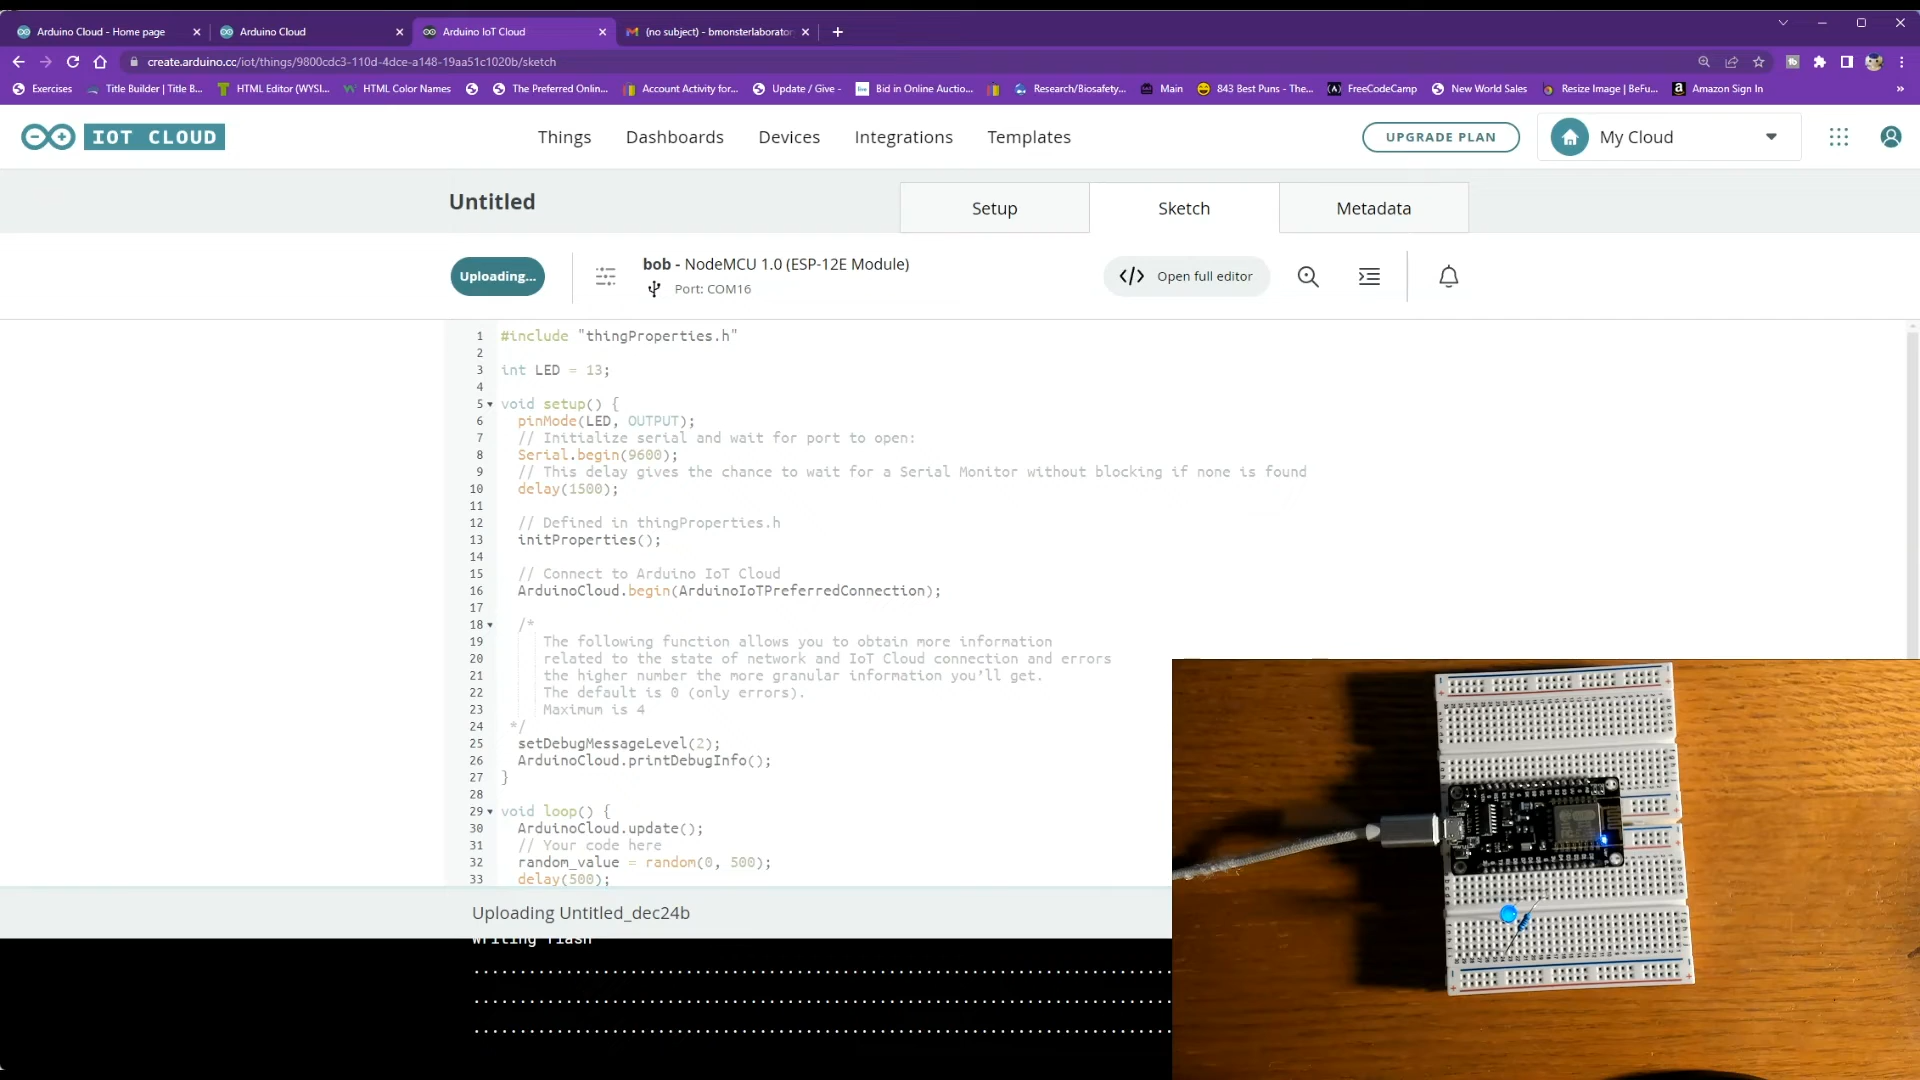 Arduino Cloud - Home page
Arduino Cloud
Arduino IoT Cloud
(no subject) - bmonsterlaborator
create.arduino.cc/iot/things/9800cdc3-110d-4dce-a148-19aa51c1020b/sketch
Exercises
Title Builder | Title B...
HTML Editor (WYSI...
HTML Color Names
The Preferred Onlin...
Account Activity for...
Update / Give -
Bid in Online Auctio...
Research/Biosafety...
Main
843 Best Puns - The...
FreeCodeCamp
New World Sales
Resize Image | BeFu...
Amazon Sign In
IOT CLOUD
Things
Dashboards
Devices
Integrations
Templates
UPGRADE PLAN
My Cloud
Untitled
Setup
Sketch
Metadata
Uploading...
bob - NodeMCU 1.0 (ESP-12E Module)
Port: COM16
</> Open full editor
1 #include "thingProperties.h"
2
3 int LED = 13;
4
5 void setup() {
6 pinMode(LED, OUTPUT);
7 // Initialize serial and wait for port to open:
8 Serial.begin(9600);
9 // This delay gives the chance to wait for a Serial Monitor without blocking if none is found
10 delay(1500);
11
12 // Defined in thingProperties.h
13 initProperties();
14
15 // Connect to Arduino IoT Cloud
16 ArduinoCloud.begin(ArduinoIoTPreferredConnection);
17
18 /*
19 The following function allows you to obtain more information
20 related to the state of network and IoT Cloud connection and errors
21 the higher number the more granular information you’ll get.
22 The default is 0 (only errors).
23 Maximum is 4
24 */
25 setDebugMessageLevel(2);
26 ArduinoCloud.printDebugInfo();
27 }
28
29 void loop() {
30 ArduinoCloud.update();
31 // Your code here
32 random_value = random(0, 500);
33 delay(500);
Uploading Untitled_dec24b
Writing flash